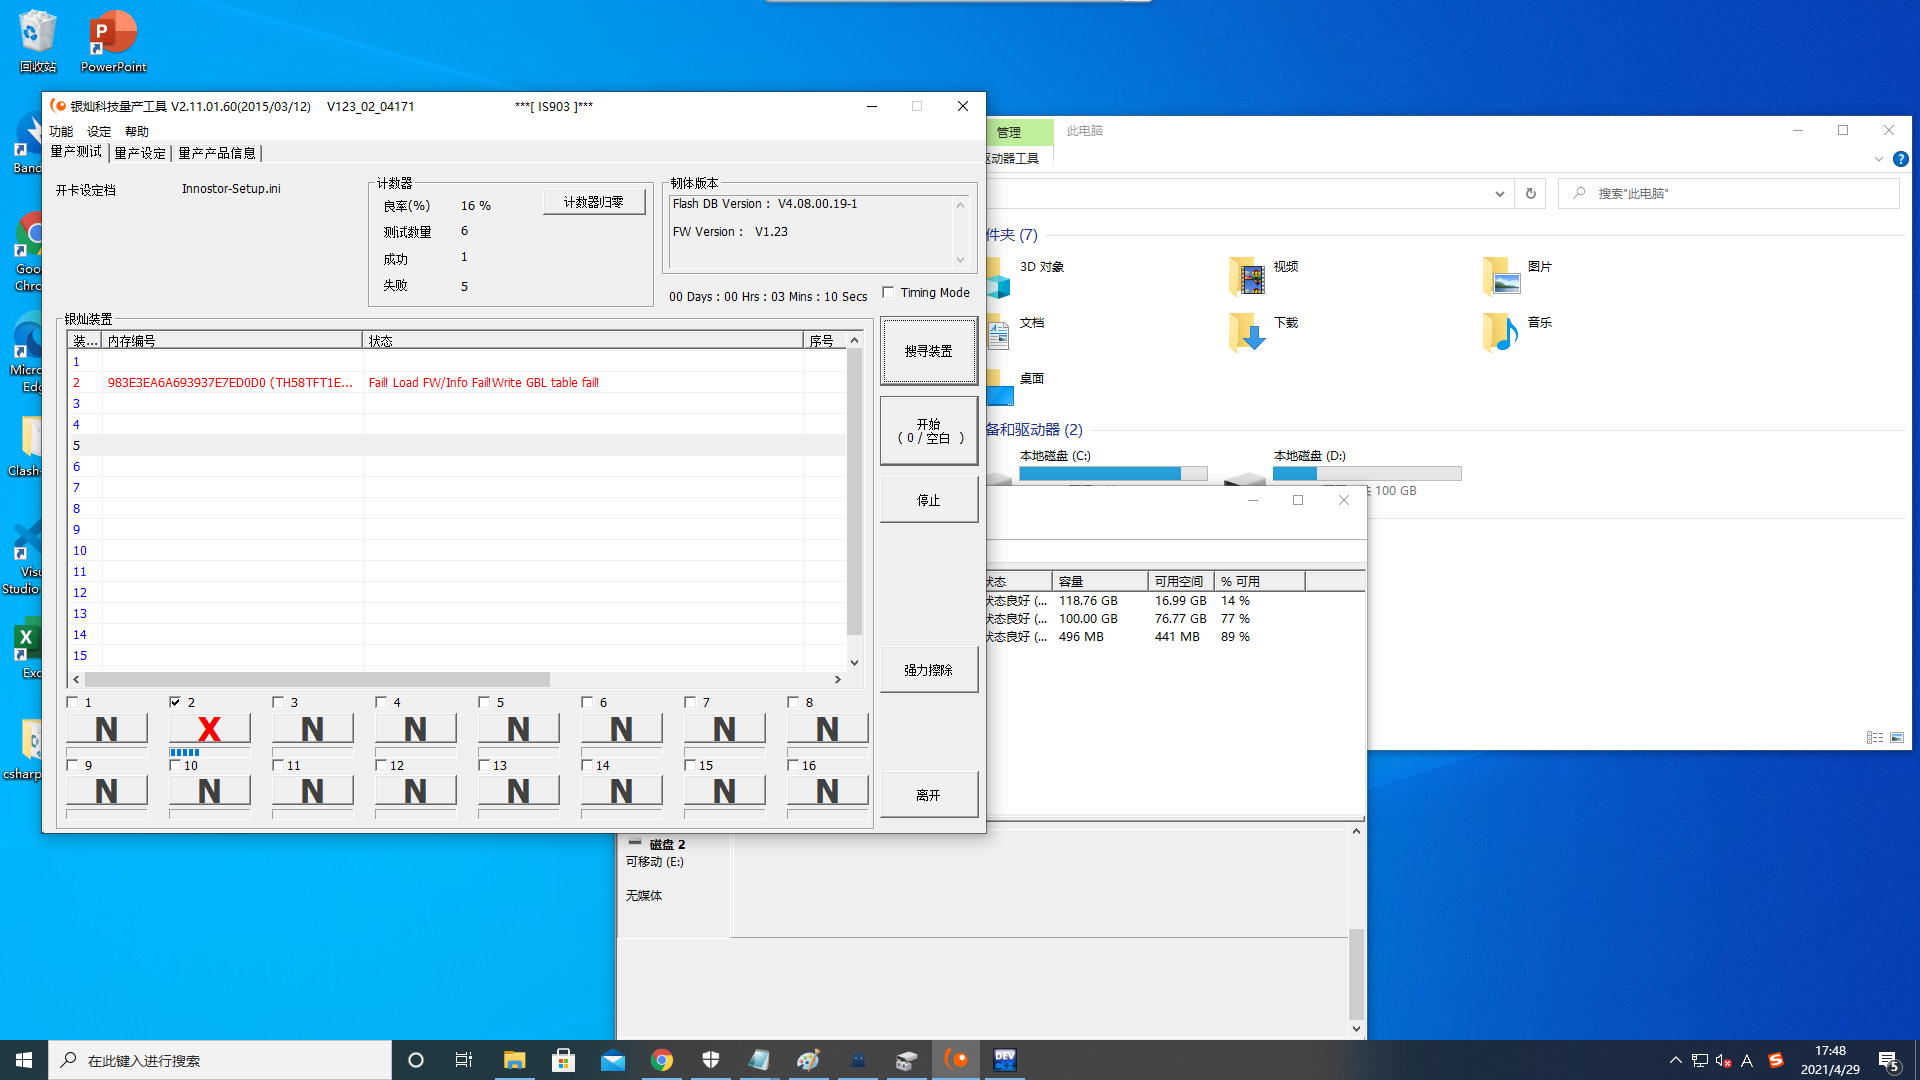 回收站
PowerPoint
Band
Goo
Chro
Micro
Edg
Clash-
Visu
Studio
Exc
csharp
银灿科技量产工具 V2.11.01.60(2015/03/12)     V123_02_04171     ***[ IS903 ]***
功能 设定 帮助
量产测试 量产设定 量产产品信息
开卡设定档 Innostor-Setup.ini
计数器
良率(%) 16 %
计数器归零
测试数量 6
成功 1
失败 5
韧体版本
Flash DB Version : V4.08.00.19-1
FW Version : V1.23
00 Days : 00 Hrs : 03 Mins : 10 Secs
Timing Mode
银灿装置
装... 内存编号 状态 序号
1
2 983E3EA6A693937E7ED0D0 (TH58TFT1E... Fail! Load FW/Info Fail!Write GBL table fail!
3
4
5
6
7
8
9
10
11
12
13
14
15
搜寻装置
开始
( 0 / 空白 )
停止
强力擦除
离开
1 2 3 4 5 6 7 8
N X N N N N N N
9 10 11 12 13 14 15 16
N N N N N N N N
管理 此电脑
动器工具
搜索"此电脑"
件夹 (7)
3D 对象 视频 图片
文档 下载 音乐
桌面
备和驱动器 (2)
本地磁盘 (C:) 本地磁盘 (D:)
100 GB
状态 容量 可用空间 % 可用
状态良好 (... 118.76 GB 16.99 GB 14 %
状态良好 (... 100.00 GB 76.77 GB 77 %
状态良好 (... 496 MB 441 MB 89 %
磁盘 2
可移动 (E:)
无媒体
在此键入进行搜索
DEV
A
S
17:48
2021/4/29
5